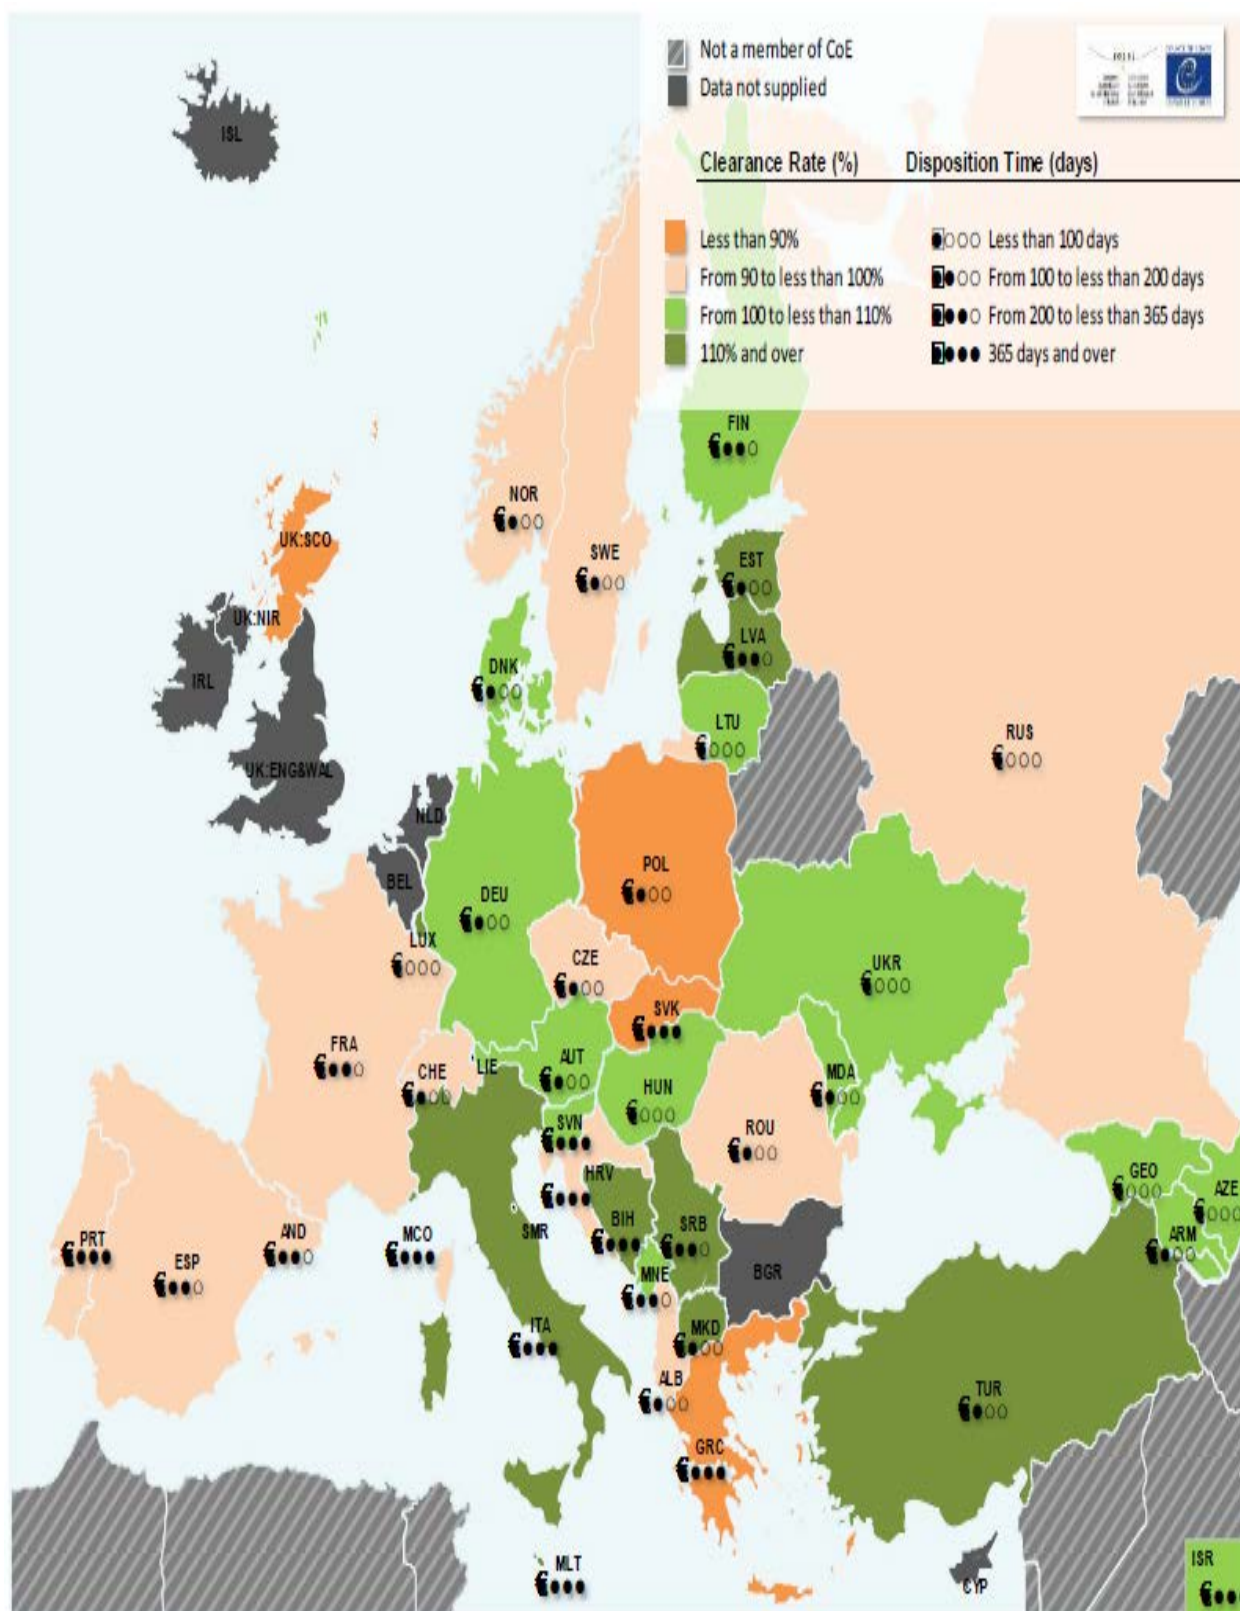 Not a member of CoE
Data not supplied
Clearance Rate (%) Disposition Time (days)
Less than 90% Less than 100 days
From 90 to less than 100% From 100 to less than 200 days
From 100 to less than 110% From 200 to less than 365 days
110% and over 365 days and over
ISL
FIN
NOR
UK:SCO
SWE
EST
UK:NIR
LVA
DNK
IRL
LTU
RUS
UK:ENG&WAL
NLD
POL
BEL
DEU
LUX
CZE
UKR
SVK
FRA
AUT
LIE
CHE
MDA
HUN
SVN
ROU
HRV
GEO
AZE
BIH
SRB
SMR
AND
MCO
ARM
PRT
ESP
MNE
BGR
ITA
MKD
ALB
TUR
GRC
MLT
ISR
CYP